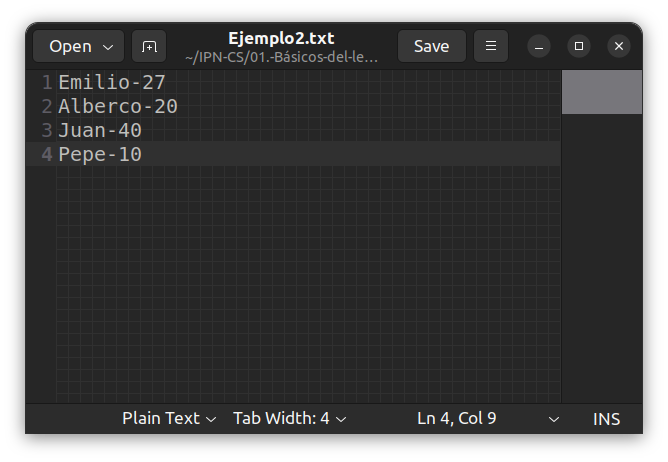 Open
Ejemplo2.txt
~/IPN-CS/01.-Básicos-del-le...
Save
1 Emilio-27
2 Alberco-20
3 Juan-40
4 Pepe-10
Plain Text
Tab Width: 4
Ln 4, Col 9
INS